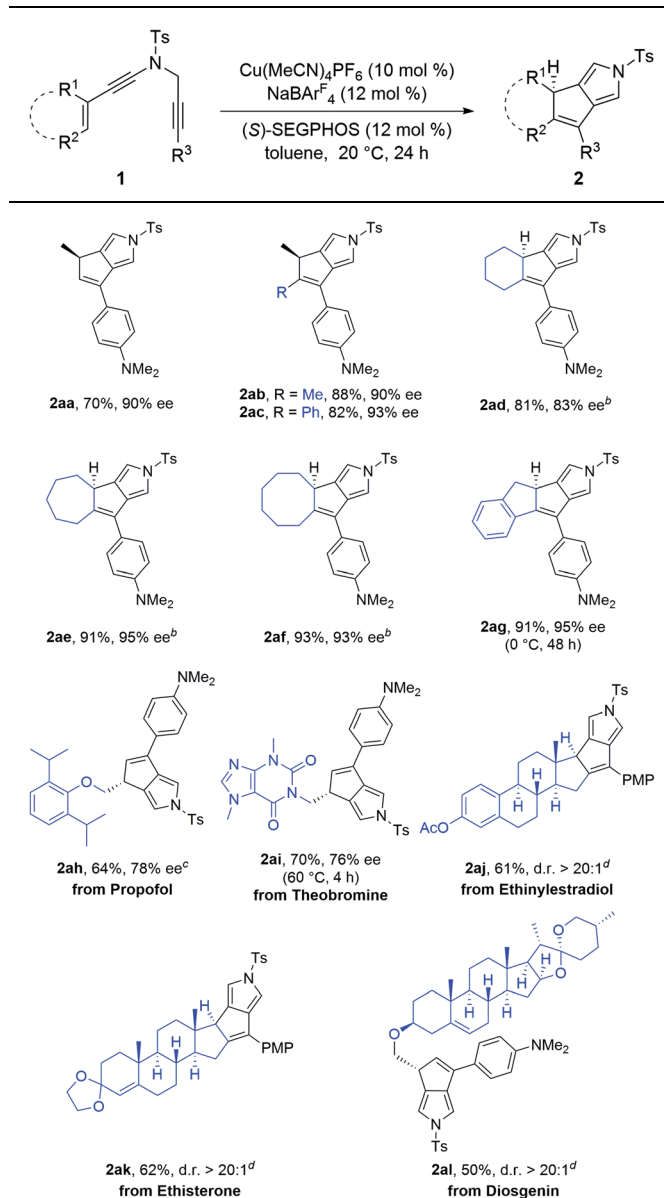 Ts
R1
N
R2
R3
1
Cu(MeCN)4PF6 (10 mol %)
NaBArF4 (12 mol %)
(S)-SEGPHOS (12 mol %)
toluene, 20 °C, 24 h
R1
H
N
Ts
R2
R3
2
N
Ts
NMe2
2aa, 70%, 90% ee
N
Ts
R
NMe2
2ab, R = Me, 88%, 90% ee
2ac, R = Ph, 82%, 93% ee
H
N
Ts
NMe2
2ad, 81%, 83% eeb
H
N
Ts
NMe2
2ae, 91%, 95% eeb
H
N
Ts
NMe2
2af, 93%, 93% eeb
H
N
Ts
NMe2
2ag, 91%, 95% ee
(0 °C, 48 h)
NMe2
O
N
Ts
2ah, 64%, 78% eec
from Propofol
NMe2
N
O
N
N
N
O
N
Ts
2ai, 70%, 76% ee
(60 °C, 4 h)
from Theobromine
Ts
N
H
H
H
H
PMP
AcO
2aj, 61%, d.r. > 20:1d
from Ethinylestradiol
Ts
N
H
H
H
H
PMP
O
O
2ak, 62%, d.r. > 20:1d
from Ethisterone
O
H
H
O
H
H
H
O
NMe2
N
Ts
2al, 50%, d.r. > 20:1d
from Diosgenin